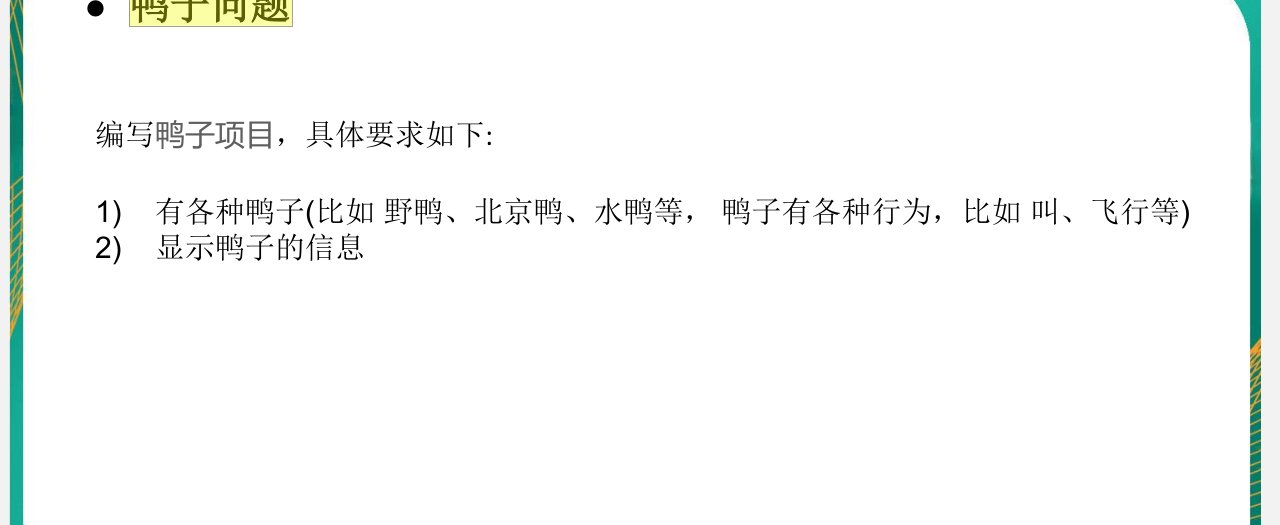 ● 鸭子问题
编写鸭子项目，具体要求如下:
1) 有各种鸭子(比如 野鸭、北京鸭、水鸭等， 鸭子有各种行为，比如 叫、飞行等)
2) 显示鸭子的信息